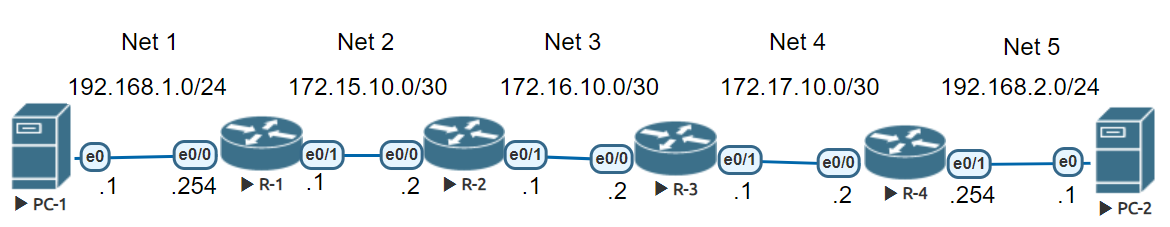 Net 1
Net 2
Net 3
Net 4
Net 5
192.168.1.0/24
172.15.10.0/30
172.16.10.0/30
172.17.10.0/30
192.168.2.0/24
e0
e0/0
e0/1
e0/0
e0/1
e0/0
e0/1
e0/0
e0/1
e0
.1
.254
R-1
.1
.2
R-2
.1
.2
R-3
.1
.2
R-4
.254
.1
PC-1
PC-2